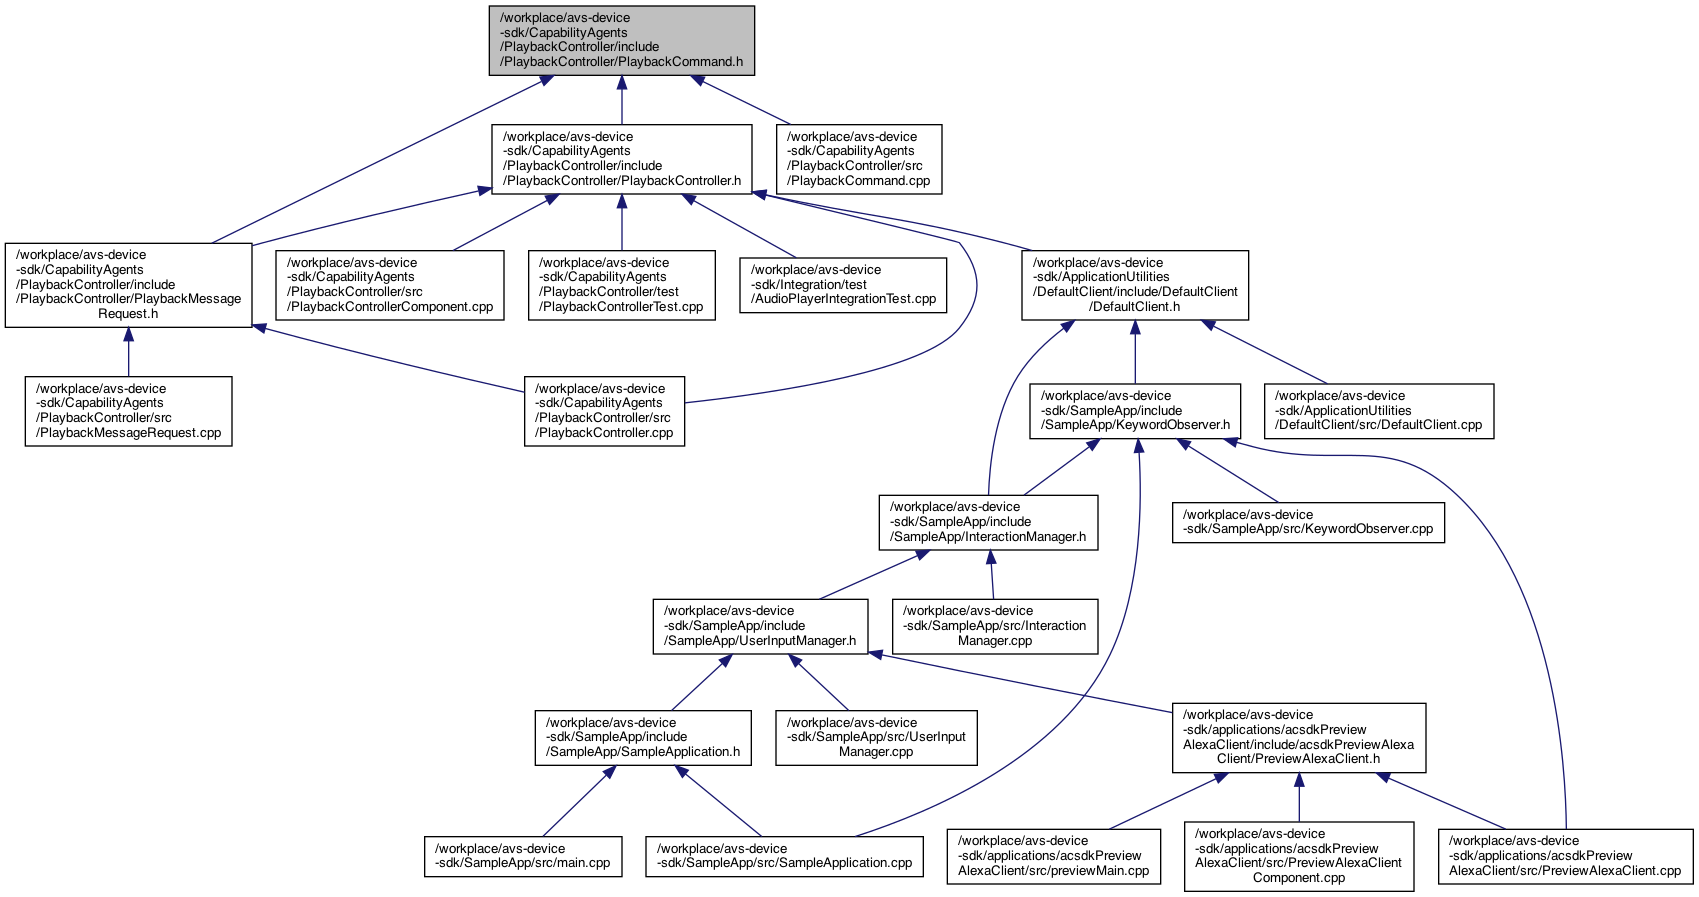 /workplace/avs-device
-sdk/CapabilityAgents
/PlaybackController/include
/PlaybackController/PlaybackCommand.h
/workplace/avs-device
-sdk/CapabilityAgents
/PlaybackController/include
/PlaybackController/PlaybackController.h
/workplace/avs-device
-sdk/CapabilityAgents
/PlaybackController/src
/PlaybackCommand.cpp
/workplace/avs-device
-sdk/CapabilityAgents
/PlaybackController/include
/PlaybackController/PlaybackMessage
Request.h
/workplace/avs-device
-sdk/CapabilityAgents
/PlaybackController/src
/PlaybackControllerComponent.cpp
/workplace/avs-device
-sdk/CapabilityAgents
/PlaybackController/test
/PlaybackControllerTest.cpp
/workplace/avs-device
-sdk/Integration/test
/AudioPlayerIntegrationTest.cpp
/workplace/avs-device
-sdk/ApplicationUtilities
/DefaultClient/include/DefaultClient
/DefaultClient.h
/workplace/avs-device
-sdk/CapabilityAgents
/PlaybackController/src
/PlaybackMessageRequest.cpp
/workplace/avs-device
-sdk/CapabilityAgents
/PlaybackController/src
/PlaybackController.cpp
/workplace/avs-device
-sdk/SampleApp/include
/SampleApp/KeywordObserver.h
/workplace/avs-device
-sdk/ApplicationUtilities
/DefaultClient/src/DefaultClient.cpp
/workplace/avs-device
-sdk/SampleApp/include
/SampleApp/InteractionManager.h
/workplace/avs-device
-sdk/SampleApp/src/KeywordObserver.cpp
/workplace/avs-device
-sdk/SampleApp/include
/SampleApp/UserInputManager.h
/workplace/avs-device
-sdk/SampleApp/src/Interaction
Manager.cpp
/workplace/avs-device
-sdk/SampleApp/include
/SampleApp/SampleApplication.h
/workplace/avs-device
-sdk/SampleApp/src/UserInput
Manager.cpp
/workplace/avs-device
-sdk/applications/acsdkPreview
AlexaClient/include/acsdkPreviewAlexa
Client/PreviewAlexaClient.h
/workplace/avs-device
-sdk/SampleApp/src/main.cpp
/workplace/avs-device
-sdk/SampleApp/src/SampleApplication.cpp
/workplace/avs-device
-sdk/applications/acsdkPreview
AlexaClient/src/previewMain.cpp
/workplace/avs-device
-sdk/applications/acsdkPreview
AlexaClient/src/PreviewAlexaClient
Component.cpp
/workplace/avs-device
-sdk/applications/acsdkPreview
AlexaClient/src/PreviewAlexaClient.cpp